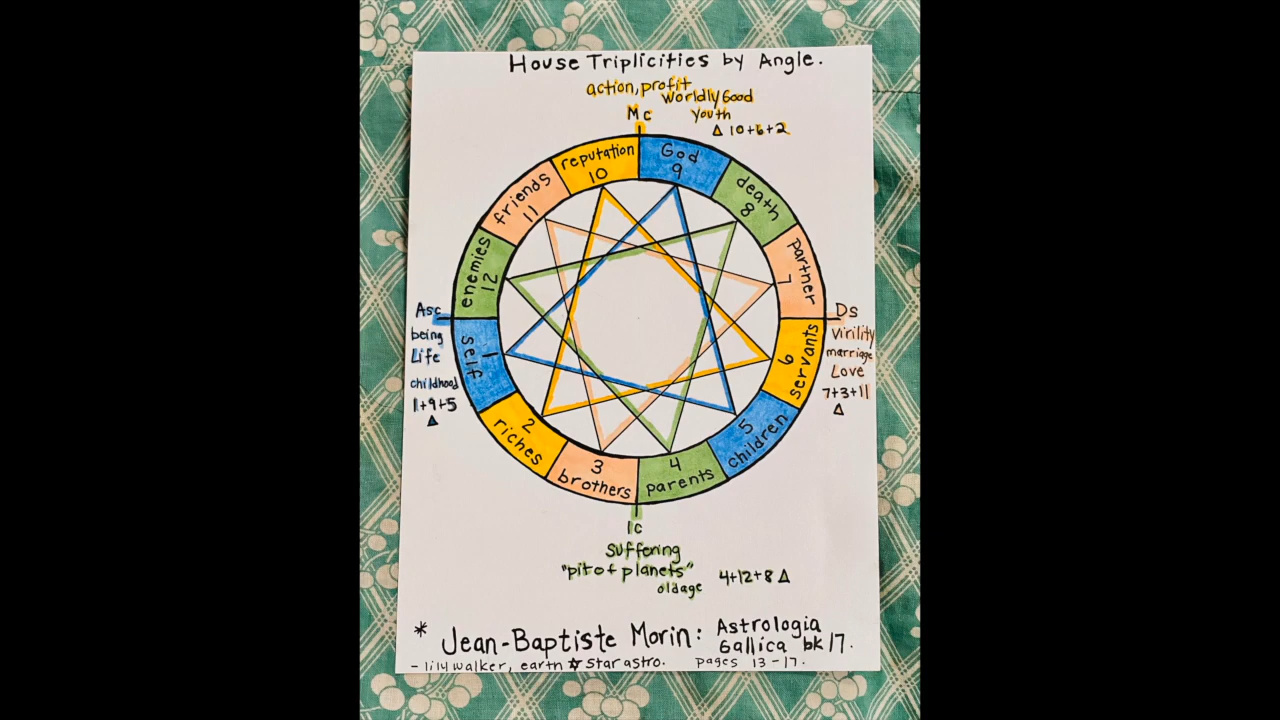 House Triplicities by Angle.
action, profit
Worldly Good
Mc
Youth
△ 10+6+2
reputation
10
God
9
death
8
partner
7
servants
6
children
5
parents
4
brothers
3
riches
2
self
1
enemies
12
friends
11
Asc
being
Life
childhood
1+9+5
△
Ds
Virility
marriage
Love
7+3+11
△
Ic
Suffering
"pit of planets"
old age
4+12+8 △
* Jean-Baptiste Morin: Astrologia
Gallica bk 17.
- lily walker, earth ✡ star astro. pages 13-17.